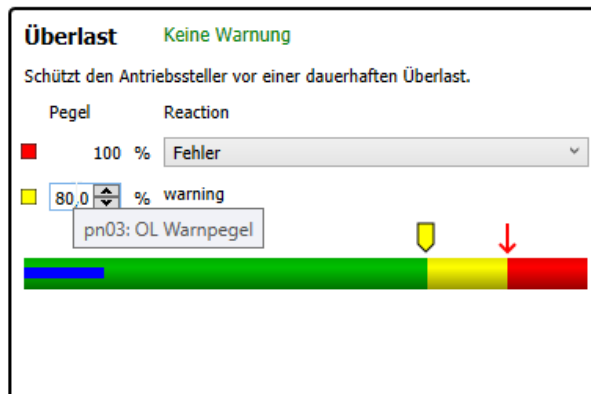 Überlast Keine Warnung
Schützt den Antriebssteller vor einer dauerhaften Überlast.
Pegel Reaction
100 % Fehler
80,0 % warning
pn03: OL Warnpegel